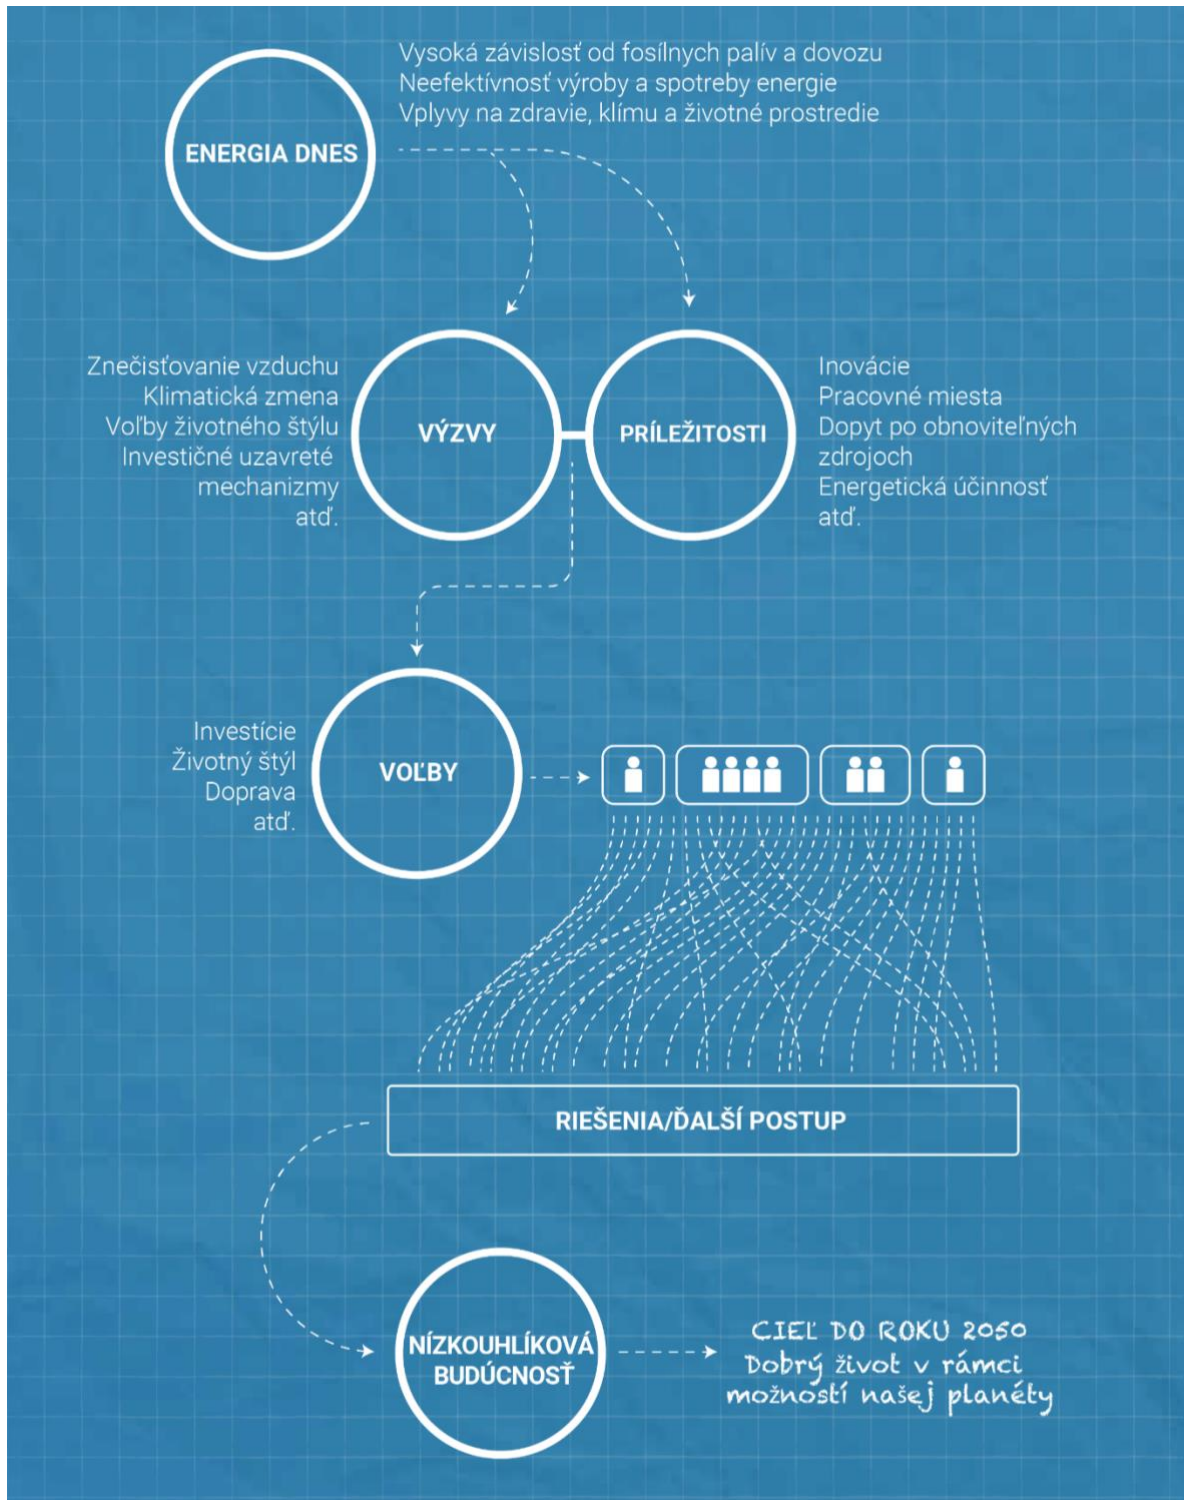 Vysoká závislosť od fosílnych palív a dovozu
Neefektívnosť výroby a spotreby energie
Vplyvy na zdravie, klímu a životné prostredie
ENERGIA DNES
Znečisťovanie vzduchu
Klimatická zmena
Voľby životného štýlu
Investičné uzavreté
mechanizmy
atď.
VÝZVY
PRÍLEŽITOSTI
Inovácie
Pracovné miesta
Dopyt po obnoviteľných
zdrojoch
Energetická účinnosť
atď.
Investície
Životný štýl
Doprava
atď.
VOĽBY
RIEŠENIA/ĎALŠÍ POSTUP
NÍZKOUHLÍKOVÁ
BUDÚCNOSŤ
CIEĽ DO ROKU 2050
Dobrý život v rámci
možností našej planéty